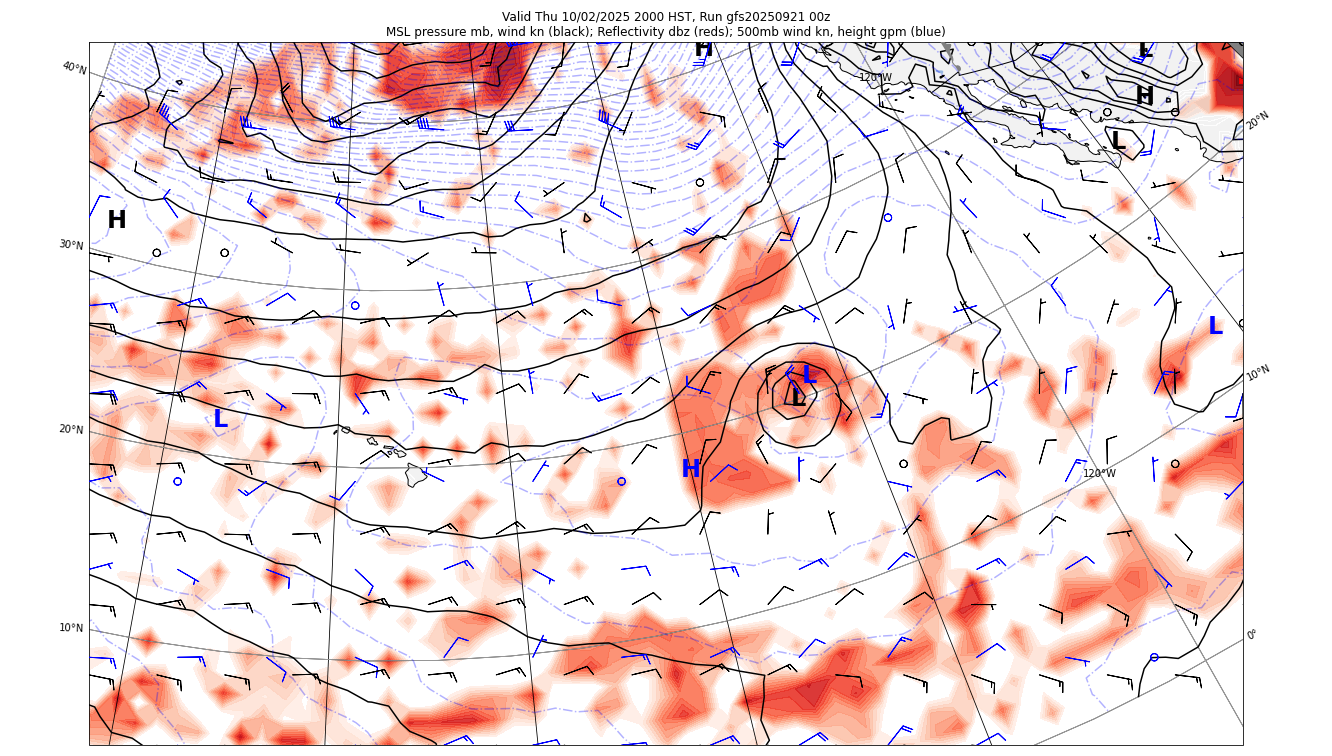 Valid Thu 10/02/2025 2000 HST, Run gfs20250921 00z
MSL pressure mb, wind kn (black); Reflectivity dbz (reds); 500mb wind kn, height gpm (blue)
H
L
40°N
120°W
H
20°N
L
H
30°N
L
L
10°N
L
L
20°N
H
120°W
10°N
0°